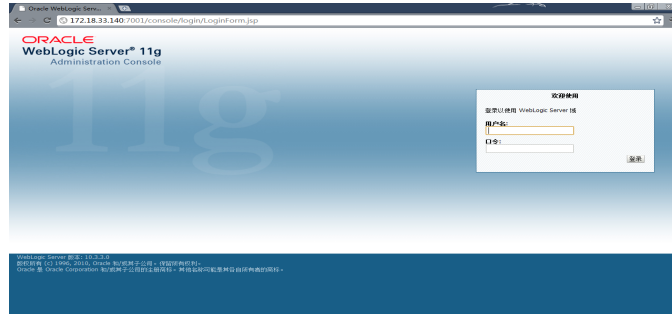 Oracle WebLogic Serv...
172.18.33.140:7001/console/login/LoginForm.jsp
ORACLE
WebLogic Server® 11g
Administration Console
11g
欢迎使用
登录以使用 WebLogic Server 域
用户名:
口令:
登录
WebLogic Server 版本: 10.3.3.0
版权所有 (c) 1996, 2010, Oracle 和/或其子公司。保留所有权利。
Oracle 是 Oracle Corporation 和/或其子公司的注册商标。其他名称可能是其各自所有者的商标。